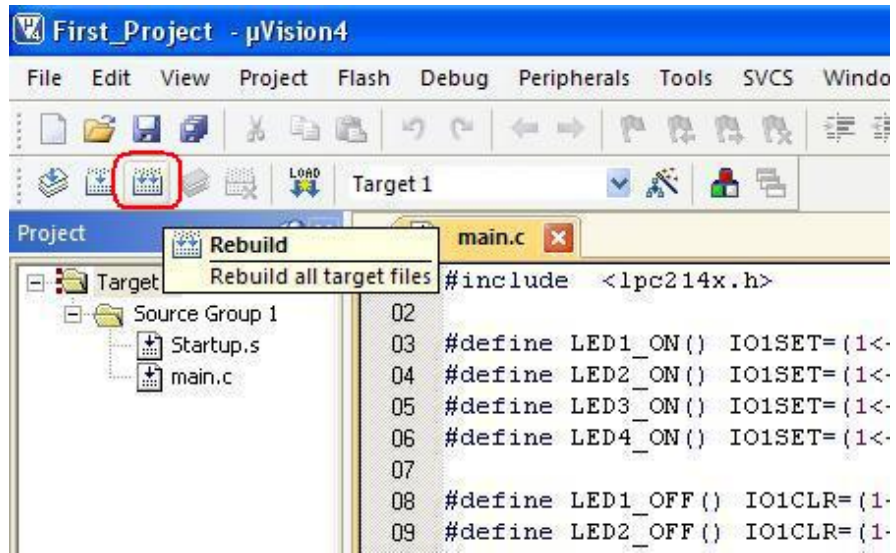 First_Project - µVision4
File Edit View Project Flash Debug Peripherals Tools SVCS Windo
LOAD Target 1
Project
main.c
Rebuild
Rebuild all target files
Target
Source Group 1
Startup.s
main.c
#include <lpc214x.h>
02
03 #define LED1_ON() IO1SET=(1<
04 #define LED2_ON() IO1SET=(1<
05 #define LED3_ON() IO1SET=(1<
06 #define LED4_ON() IO1SET=(1<
07
08 #define LED1_OFF() IO1CLR=(1
09 #define LED2_OFF() IO1CLR=(1